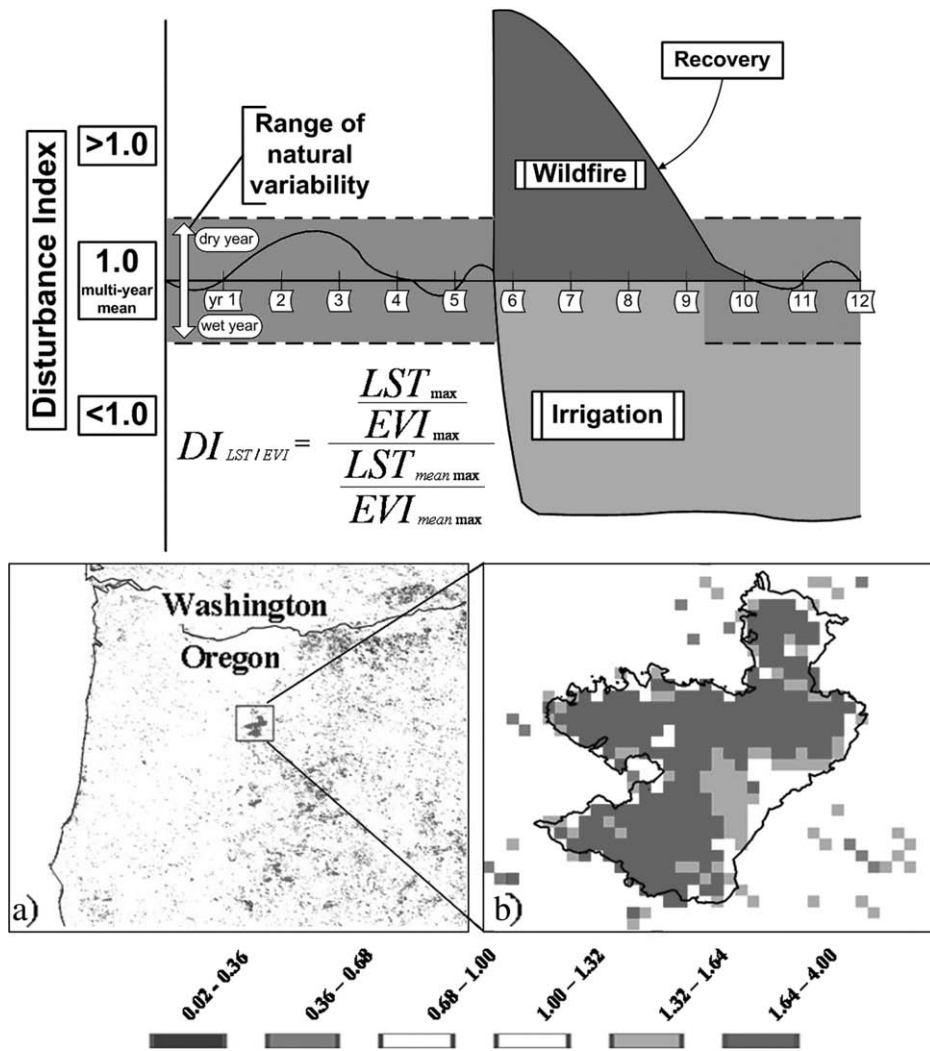 Disturbance Index
>1.0
1.0
multi-year
mean
<1.0
Range of
natural
variability
dry year
wet year
Recovery
Wildfire
Irrigation
yr 1
2
3
4
5
6
7
8
9
10
11
12
DI LST / EVI = LST max / EVI max / LST mean max / EVI mean max
Washington
Oregon
a)
b)
0.02 - 0.36
0.36 – 0.68
0.68 – 1.00
1.00 – 1.32
1.32 – 1.64
1.64 – 4.00